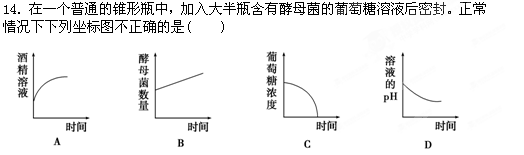 14. 在一个普通的锥形瓶中，加入大半瓶含有酵母菌的葡萄糖溶液后密封。正常
情况下下列坐标图不正确的是(    )
酒精溶液
时间
A
酵母菌数量
时间
B
葡萄糖浓度
时间
C
溶液的pH
时间
D